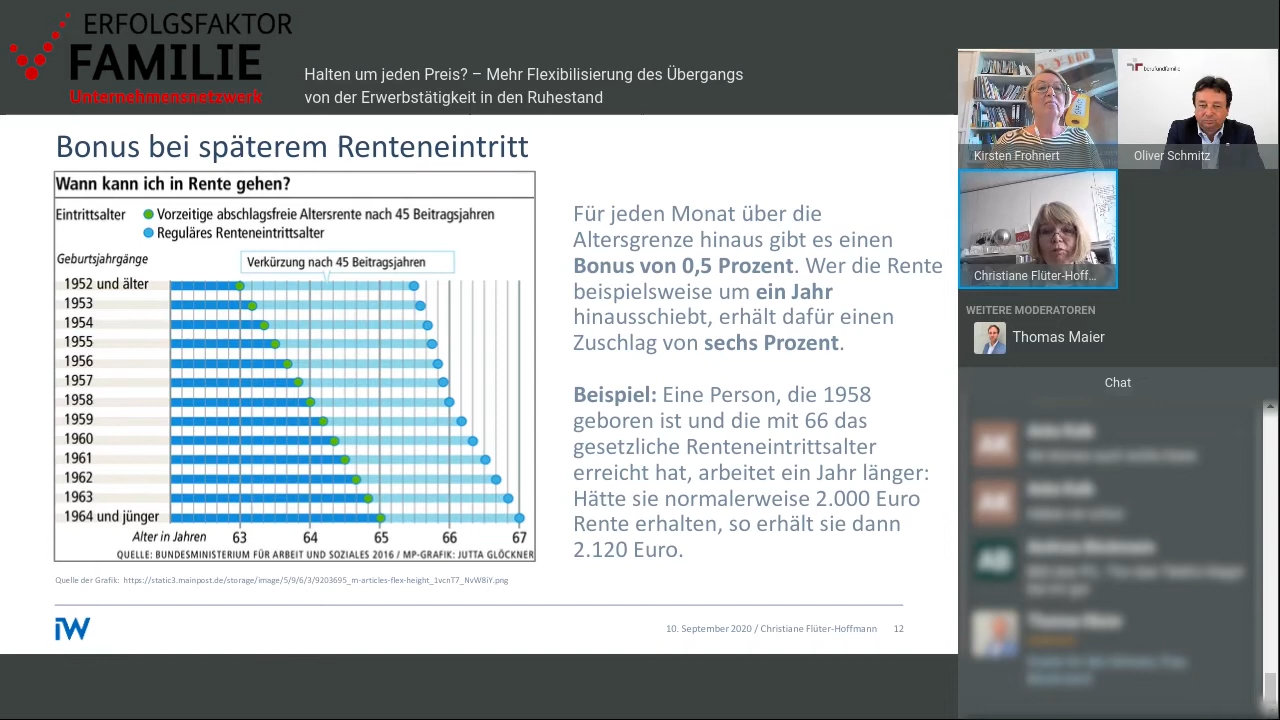 ERFOLGSFAKTOR
FAMILIE
Unternehmensnetzwerk
Halten um jeden Preis? – Mehr Flexibilisierung des Übergangs
von der Erwerbstätigkeit in den Ruhestand
Bonus bei späterem Renteneintritt
Wann kann ich in Rente gehen?
Eintrittsalter
Vorzeitige abschlagsfreie Altersrente nach 45 Beitragsjahren
Reguläres Renteneintrittsalter
Geburtsjahrgänge
Verkürzung nach 45 Beitragsjahren
1952 und älter
1953
1954
1955
1956
1957
1958
1959
1960
1961
1962
1963
1964 und jünger
Alter in Jahren 63 64 65 66 67
QUELLE: BUNDESMINISTERIUM FÜR ARBEIT UND SOZIALES 2016 / MP-GRAFIK: JUTTA GLÖCKNER
Quelle der Grafik: https://static3.mainpost.de/storage/image/5/9/6/3/9203695_m-articles-flex-height_1vcnT7_NvW8iY.png
Für jeden Monat über die
Altersgrenze hinaus gibt es einen
Bonus von 0,5 Prozent. Wer die Rente
beispielsweise um ein Jahr
hinausschiebt, erhält dafür einen
Zuschlag von sechs Prozent.
Beispiel: Eine Person, die 1958
geboren ist und die mit 66 das
gesetzliche Renteneintrittsalter
erreicht hat, arbeitet ein Jahr länger:
Hätte sie normalerweise 2.000 Euro
Rente erhalten, so erhält sie dann
2.120 Euro.
iW
10. September 2020 / Christiane Flüter-Hoffmann 12
berufundfamilie
Kirsten Frohnert
Oliver Schmitz
Christiane Flüter-Hoff...
WEITERE MODERATOREN
Thomas Maier
Chat